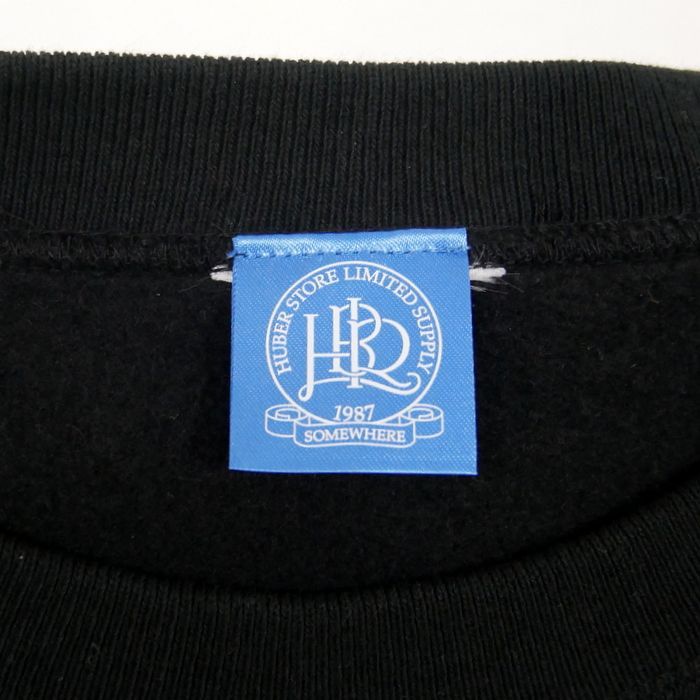 HUBER STORE LIMITED SUPPLY
HBR
1987
SOMEWHERE